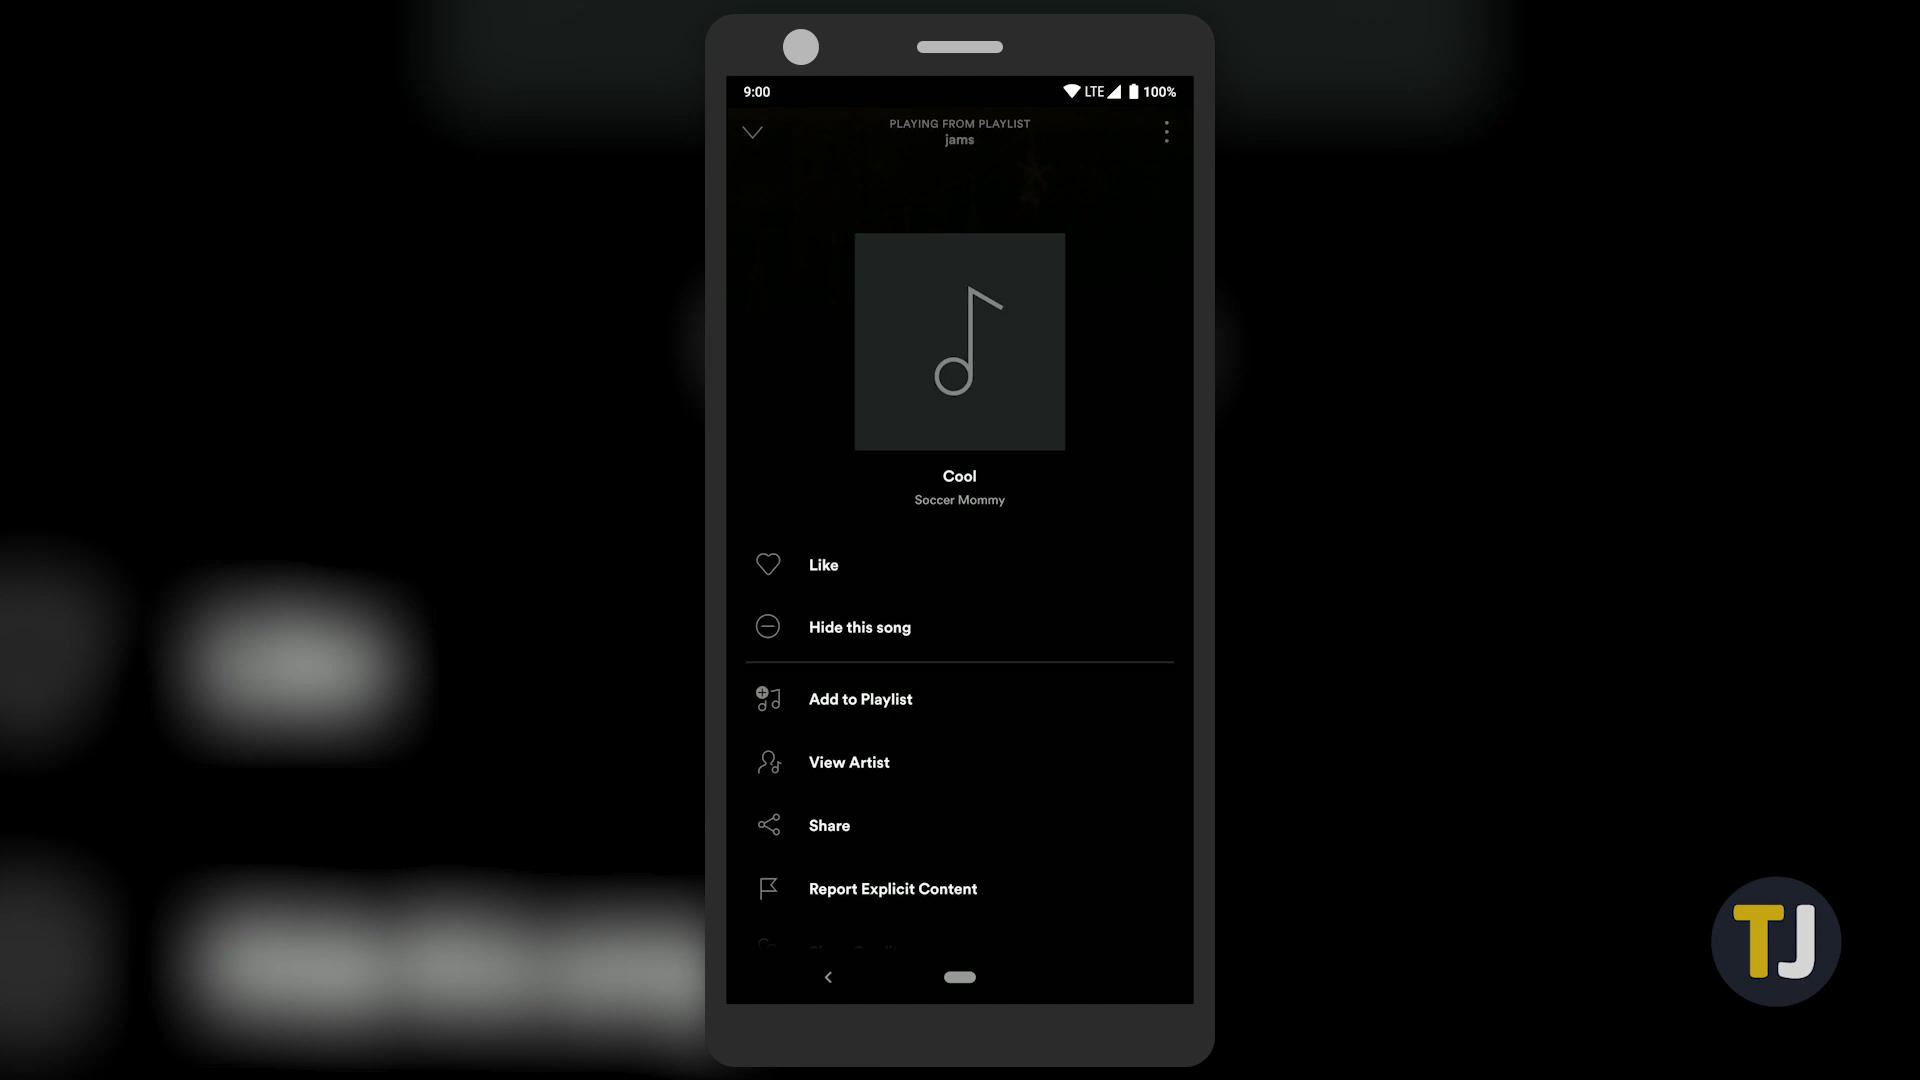 9:00
LTE 100%
PLAYING FROM PLAYLIST
jams
Cool
Soccer Mommy
Like
Hide this song
Add to Playlist
View Artist
Share
Report Explicit Content
TJ